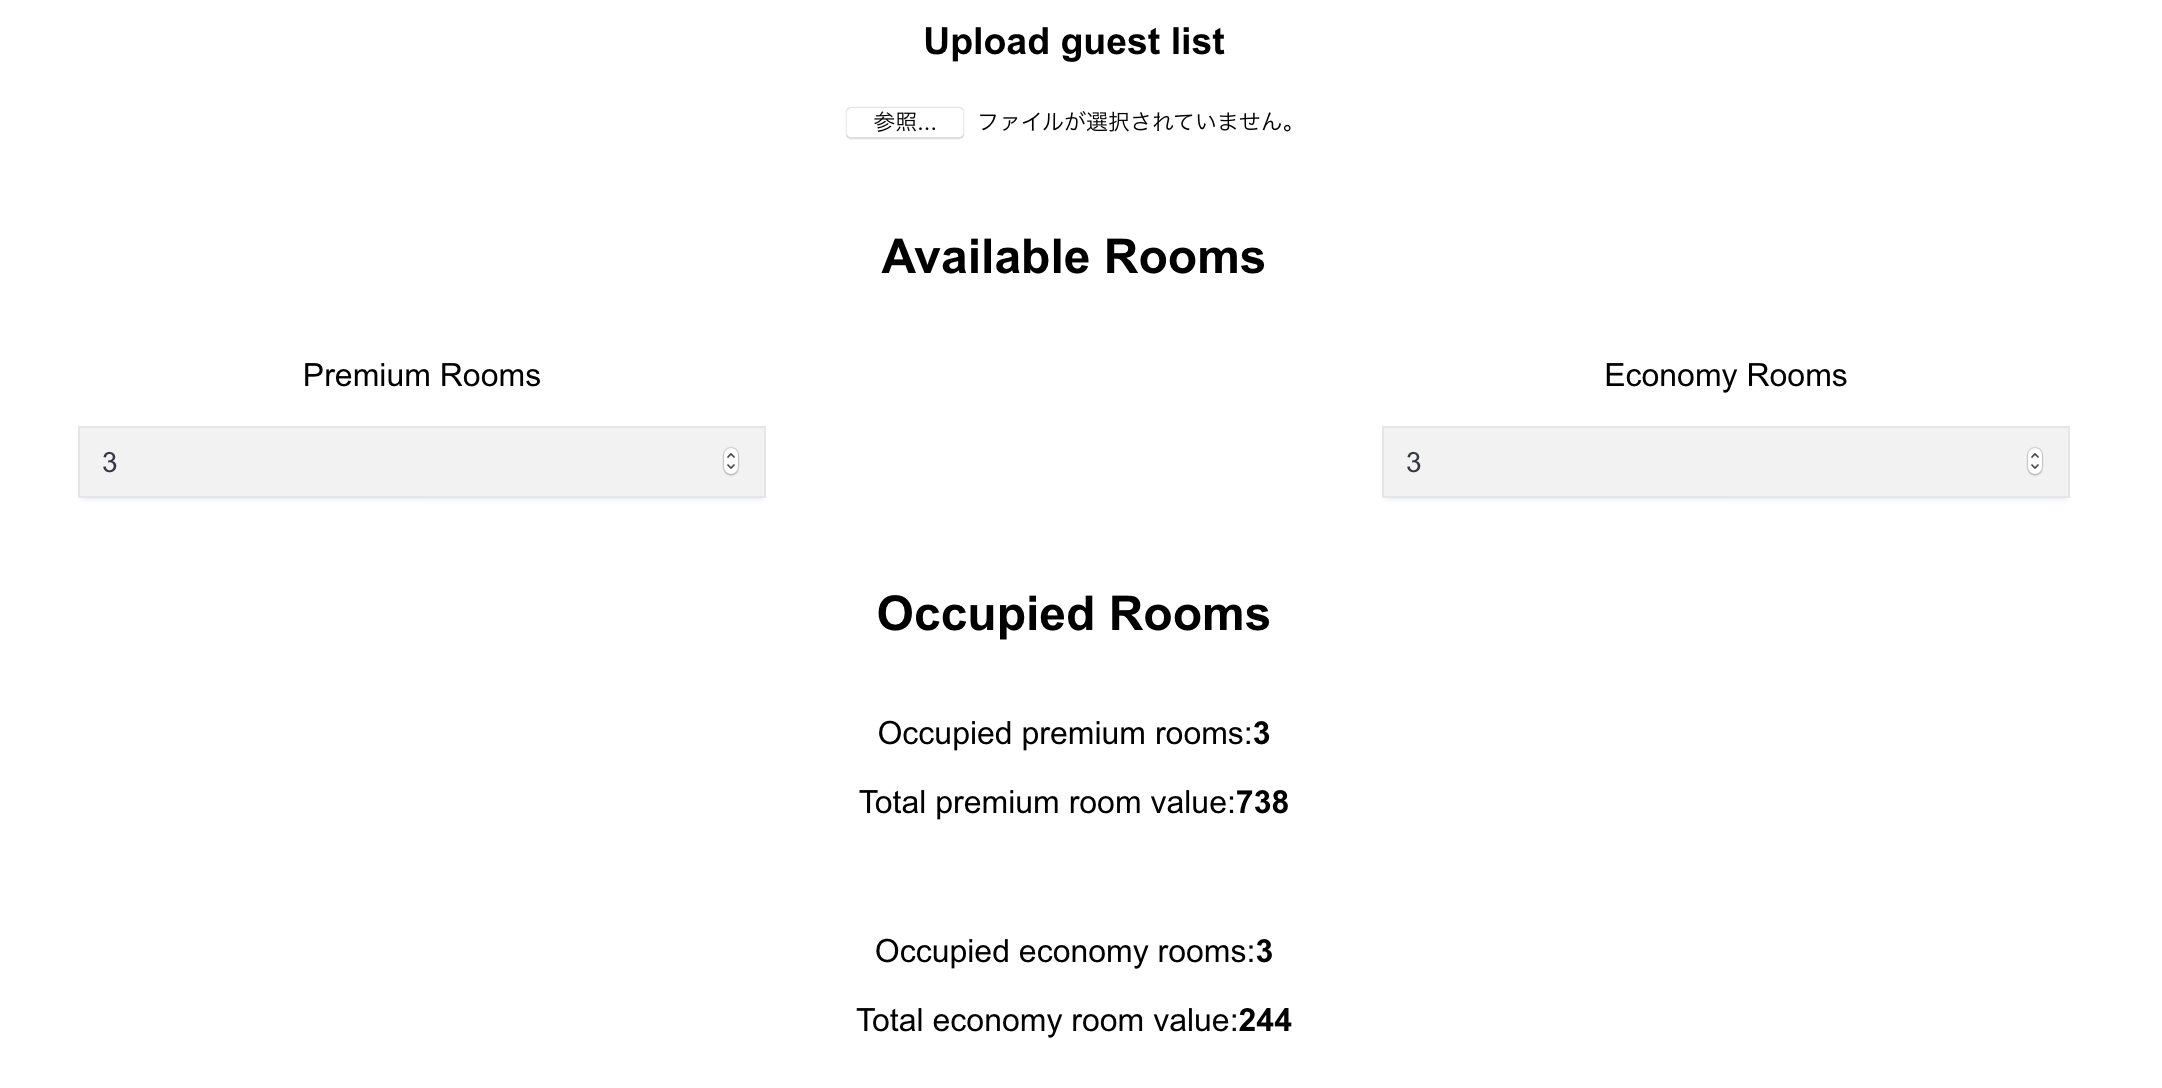 Upload guest list
参照... ファイルが選択されていません。
Available Rooms
Premium Rooms
Economy Rooms
3
3
Occupied Rooms
Occupied premium rooms:3
Total premium room value:738
Occupied economy rooms:3
Total economy room value:244